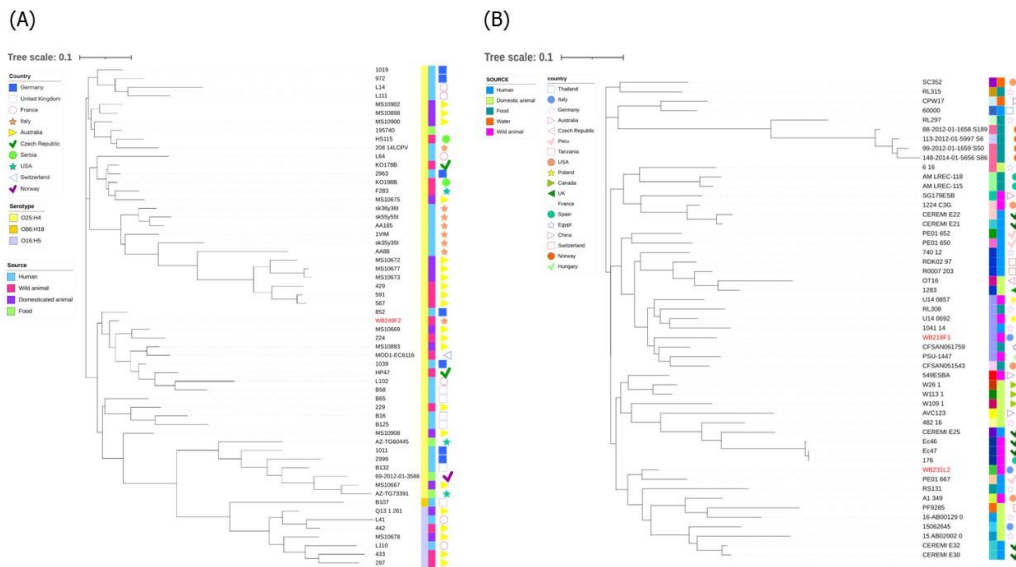 (A)
Tree scale: 0.1
Country
Germany
United Kingdom
France
Italy
Australia
Czech Republic
Serbia
USA
Switzerland
Norway
Serotype
O25:H4
O66:H18
O16:H5
Source
Human
Wild animal
Domesticated animal
Food
1019
972
L14
L111
MS10902
MS10898
MS10900
195740
HS115
208 14LCPV
L64
KO178B
2963
KO198B
F283
MS10675
sk36y36t
sk55y55t
AA185
1VIM
sk35y35t
AA88
MS10672
MS10677
MS10673
429
591
567
852
WB249F2
MS10669
224
MS10893
MOD1-EC6116
1039
HP47
L102
B58
B65
229
B16
B125
MS10908
AZ-TG60445
1011
2999
B132
69-2012-01-3586
MS10667
AZ-TG73391
B107
Q13 1 261
L41
442
MS10678
L110
433
297
(B)
Tree scale: 0.1
SOURCE
Human
Domestic animal
Food
Water
Wild animal
country
Thailand
Italy
Germany
Australia
Czech Republic
Peru
Tanzania
USA
Poland
Canada
UK
France
Spain
Egypt
China
Switzerland
Norway
Hungary
SC352
RL315
CPW17
60000
RL297
88-2012-01-1658 S189
113-2012-01-5997 S6
99-2012-01-1659 S50
148-2014-01-5656 S86
6 16
AM LREC-118
AM LREC-115
SG179ESB
1224 C3G
CEREMI E22
CEREMI E21
PE01 652
PE01 650
740 12
RDK02 97
R0007 203
OT16
1283
U14 0857
RL308
U14 0692
1041 14
WB218F1
CFSAN061759
PSU-1447
CFSAN051543
549ESBA
W26 1
W113 1
W109 1
AVC123
482 16
CEREMI E25
Ec46
Ec47
176
WB231L2
PE01 667
RS131
A1 349
PF9285
16-AB00129 0
15062645
15 AB02002 0
CEREMI E32
CEREMI E30